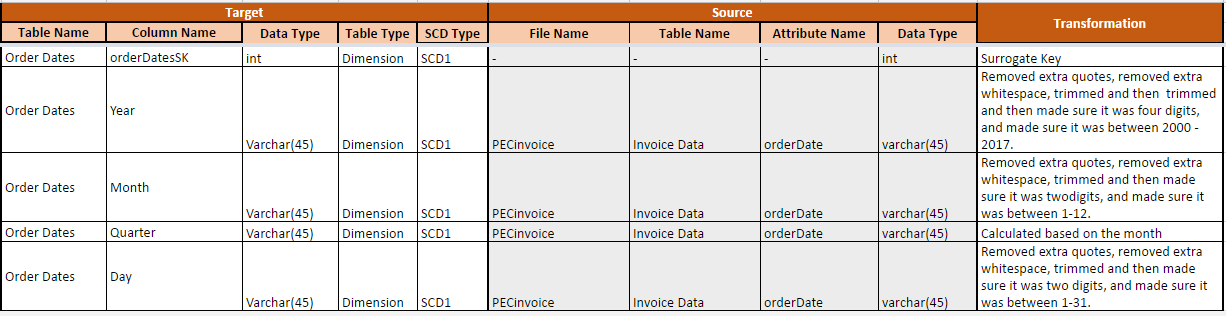 Target Source Transformation
Table Name Column Name Data Type Table Type SCD Type File Name Table Name Attribute Name Data Type
Order Dates orderDatesSK int Dimension SCD1 - - - int Surrogate Key
Order Dates Year Varchar(45) Dimension SCD1 PECinvoice Invoice Data orderDate varchar(45) Removed extra quotes, removed extra
whitespace, trimmed and then trimmed
and then made sure it was four digits,
and made sure it was between 2000 -
2017.
Order Dates Month Varchar(45) Dimension SCD1 PECinvoice Invoice Data orderDate varchar(45) Removed extra quotes, removed extra
whitespace, trimmed and then made
sure it was twodigits, and made sure it
was between 1-12.
Order Dates Quarter Varchar(45) Dimension SCD1 PECinvoice Invoice Data orderDate varchar(45) Calculated based on the month
Order Dates Day Varchar(45) Dimension SCD1 PECinvoice Invoice Data orderDate varchar(45) Removed extra quotes, removed extra
whitespace, trimmed and then made
sure it was two digits, and made sure it
was between 1-31.